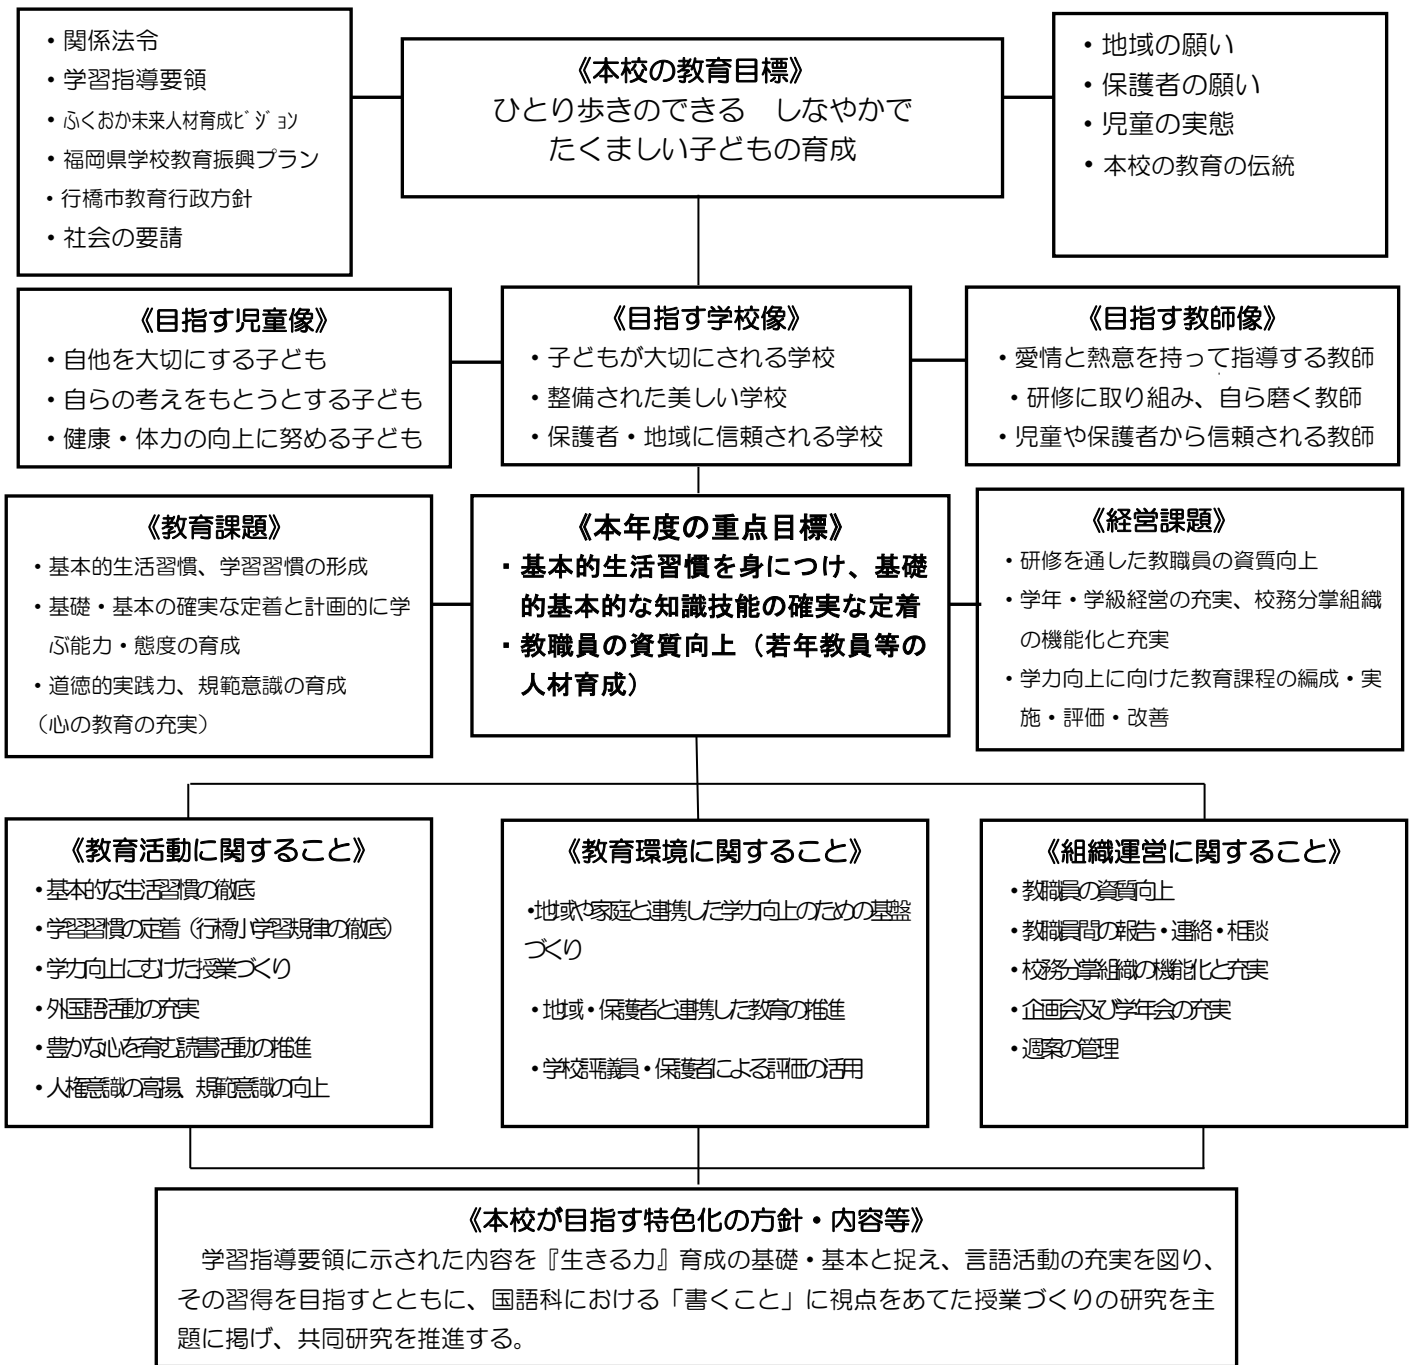 ・関係法令
・学習指導要領
・ふくおか未来人材育成ビジョン
・福岡県学校教育振興プラン
・行橋市教育行政方針
・社会の要請
《本校の教育目標》
ひとり歩きのできる　しなやかで
たくましい子どもの育成
・地域の願い
・保護者の願い
・児童の実態
・本校の教育の伝統
《目指す児童像》
・自他を大切にする子ども
・自らの考えをもとうとする子ども
・健康・体力の向上に努める子ども
《目指す学校像》
・子どもが大切にされる学校
・整備された美しい学校
・保護者・地域に信頼される学校
《目指す教師像》
・愛情と熱意を持って指導する教師
・研修に取り組み、自ら磨く教師
・児童や保護者から信頼される教師
《教育課題》
・基本的生活習慣、学習習慣の形成
・基礎・基本の確実な定着と計画的に学
ぶ能力・態度の育成
・道徳的実践力、規範意識の育成
（心の教育の充実）
《本年度の重点目標》
・基本的生活習慣を身につけ、基礎
的基本的な知識技能の確実な定着
・教職員の資質向上（若年教員等の
人材育成）
《経営課題》
・研修を通した教職員の資質向上
・学年・学級経営の充実、校務分掌組織
の機能化と充実
・学力向上に向けた教育課程の編成・実
施・評価・改善
《教育活動に関すること》
・基本的な生活習慣の徹底
・学習習慣の定着（行橋小学習規律の徹底）
・学力向上にむけた授業づくり
・外国語活動の充実
・豊かな心を育む読書活動の推進
・人権意識の高揚、規範意識の向上
《教育環境に関すること》
・地域や家庭と連携した学力向上のための基盤
づくり
・地域・保護者と連携した教育の推進
・学校評議員・保護者による評価の活用
《組織運営に関すること》
・教職員の資質向上
・教職員間の報告・連絡・相談
・校務分掌組織の機能化と充実
・企画会及び学年会の充実
・週案の管理
《本校が目指す特色化の方針・内容等》
学習指導要領に示された内容を『生きる力』育成の基礎・基本と捉え、言語活動の充実を図り、
その習得を目指すとともに、国語科における「書くこと」に視点をあてた授業づくりの研究を主
題に掲げ、共同研究を推進する。